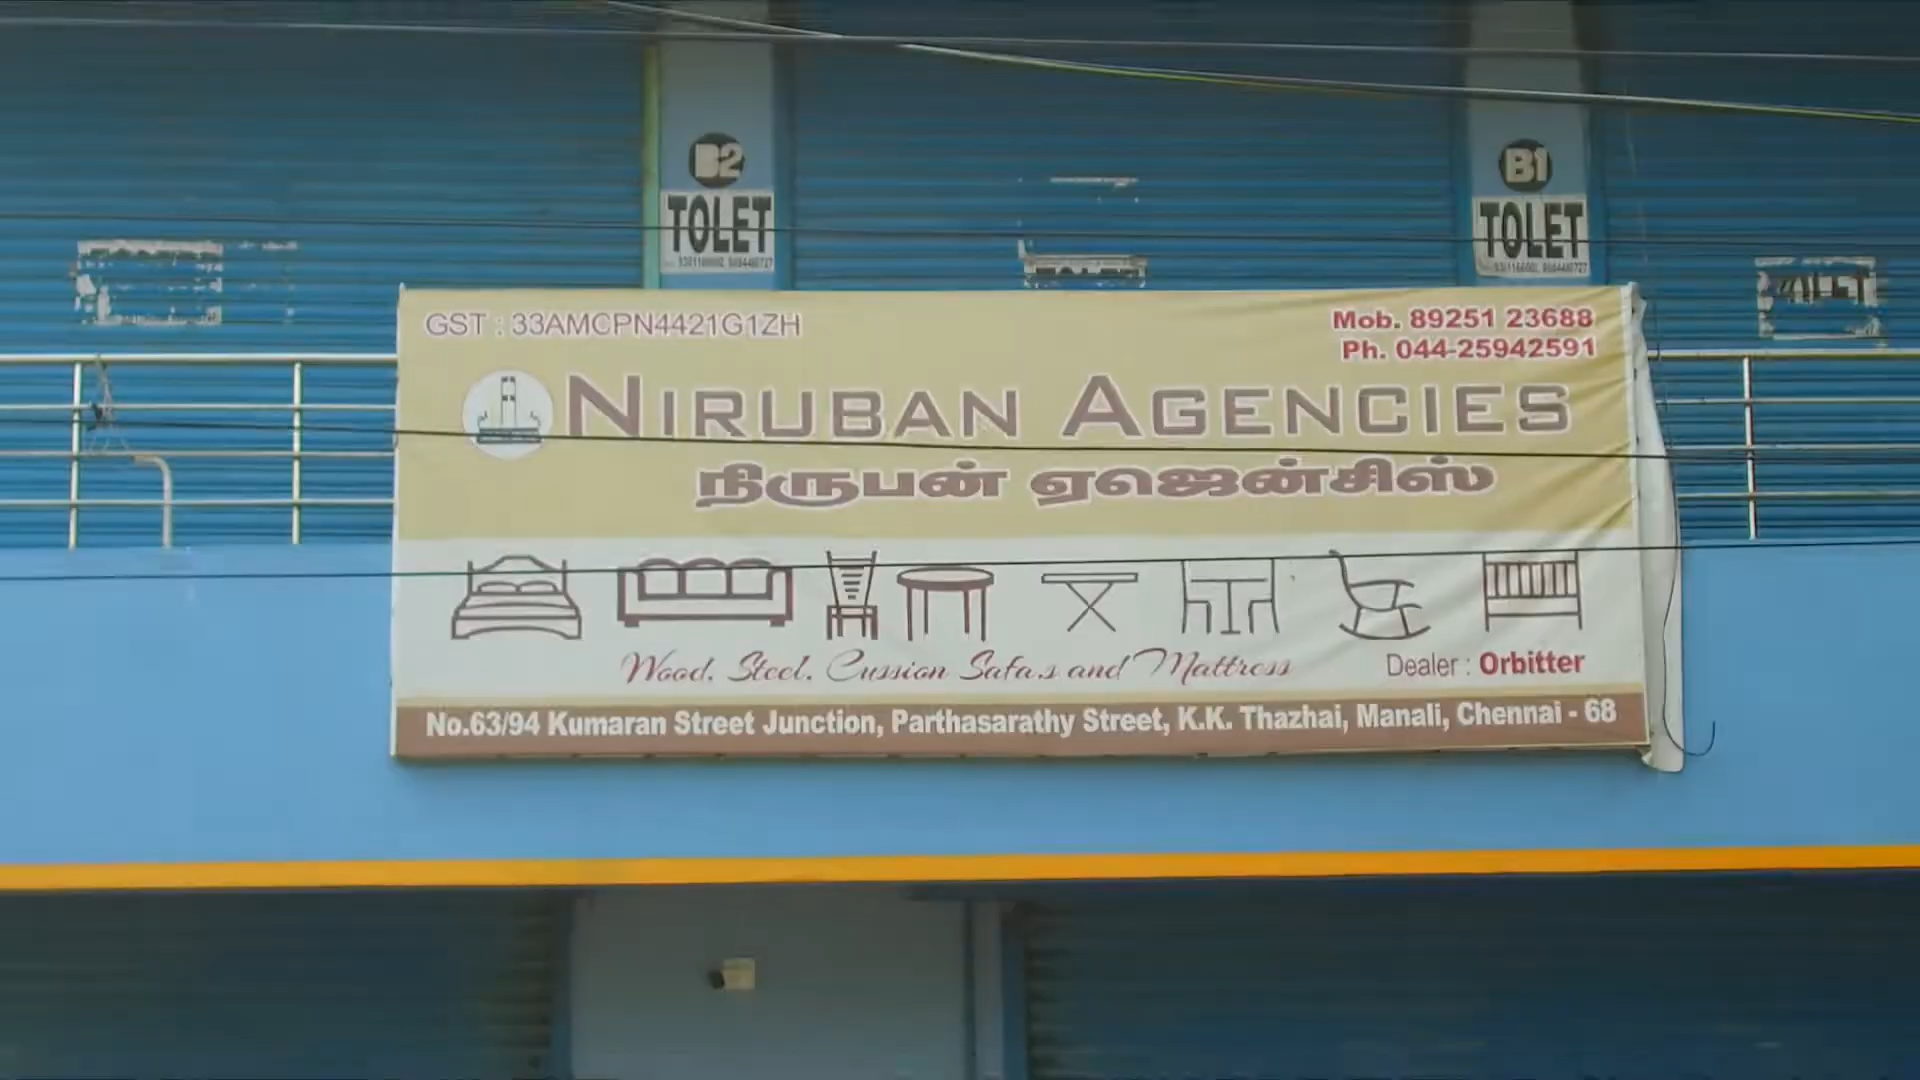 B2
TOLET
B1
TOLET
TOLET
GST : 33AMCPN4421G1ZH
Mob. 89251 23688
Ph. 044-25942591
NIRUBAN AGENCIES
நிருபன் ஏஜென்சிஸ்
Wood. Steel. Cussion Safa.s and Mattress
Dealer : Orbitter
No.63/94 Kumaran Street Junction, Parthasarathy Street, K.K. Thazhai, Manali, Chennai - 68